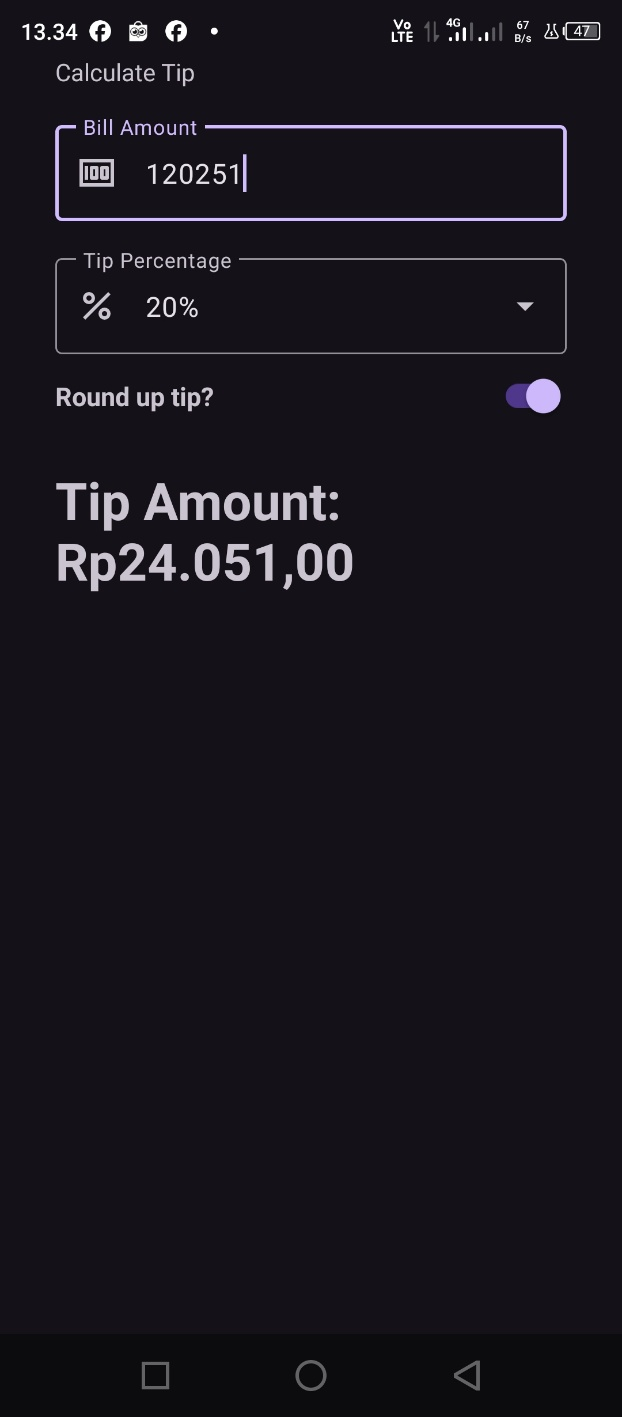 13.34
Vo LTE
4G
67 B/s
47
Calculate Tip
Bill Amount
100
120251
Tip Percentage
%
20%
Round up tip?
Tip Amount:
Rp24.051,00